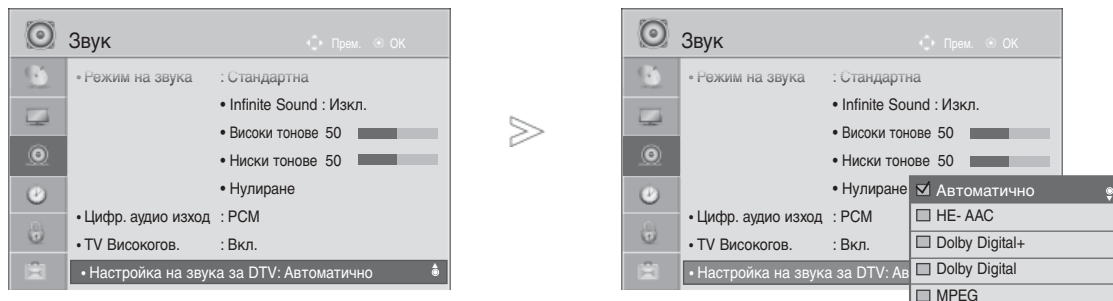 Звук
Прем. OK
• Режим на звука : Стандартна
• Infinite Sound : Изкл.
• Високи тонове 50
• Ниски тонове 50
• Нулиране
• Цифр. аудио изход : PCM
• TV Високогов. : Вкл.
• Настройка на звука за DTV: Автоматично
Звук
Прем. OK
• Режим на звука : Стандартна
• Infinite Sound : Изкл.
• Високи тонове 50
• Ниски тонове 50
• Нулиране
• Цифр. аудио изход : PCM
• TV Високогов. : Вкл.
• Настройка на звука за DTV: Ав
Автоматично
HE- AAC
Dolby Digital+
Dolby Digital
MPEG